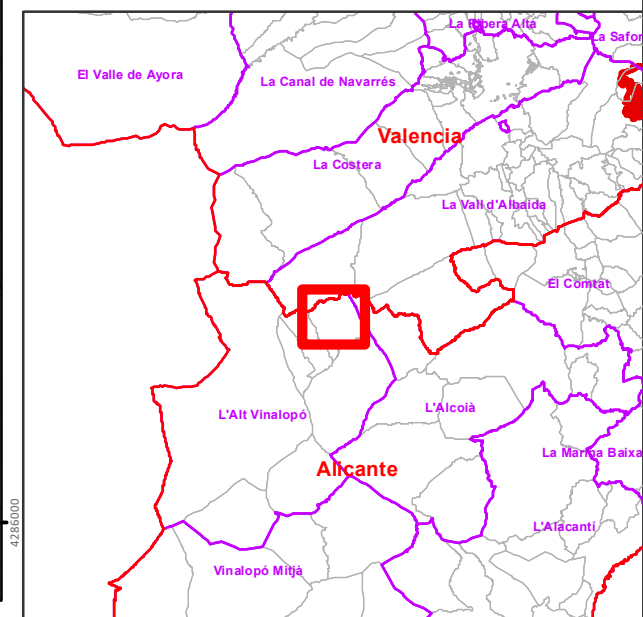 La Ribera Alta
La Safor
El Valle de Ayora
La Canal de Navarrés
Valencia
La Costera
La Vall d'Albaida
El Comtat
L'Alt Vinalopó
L'Alcoià
La Marina Baixa
Alicante
4286000
L'Alacantí
Vinalopó Mitjà